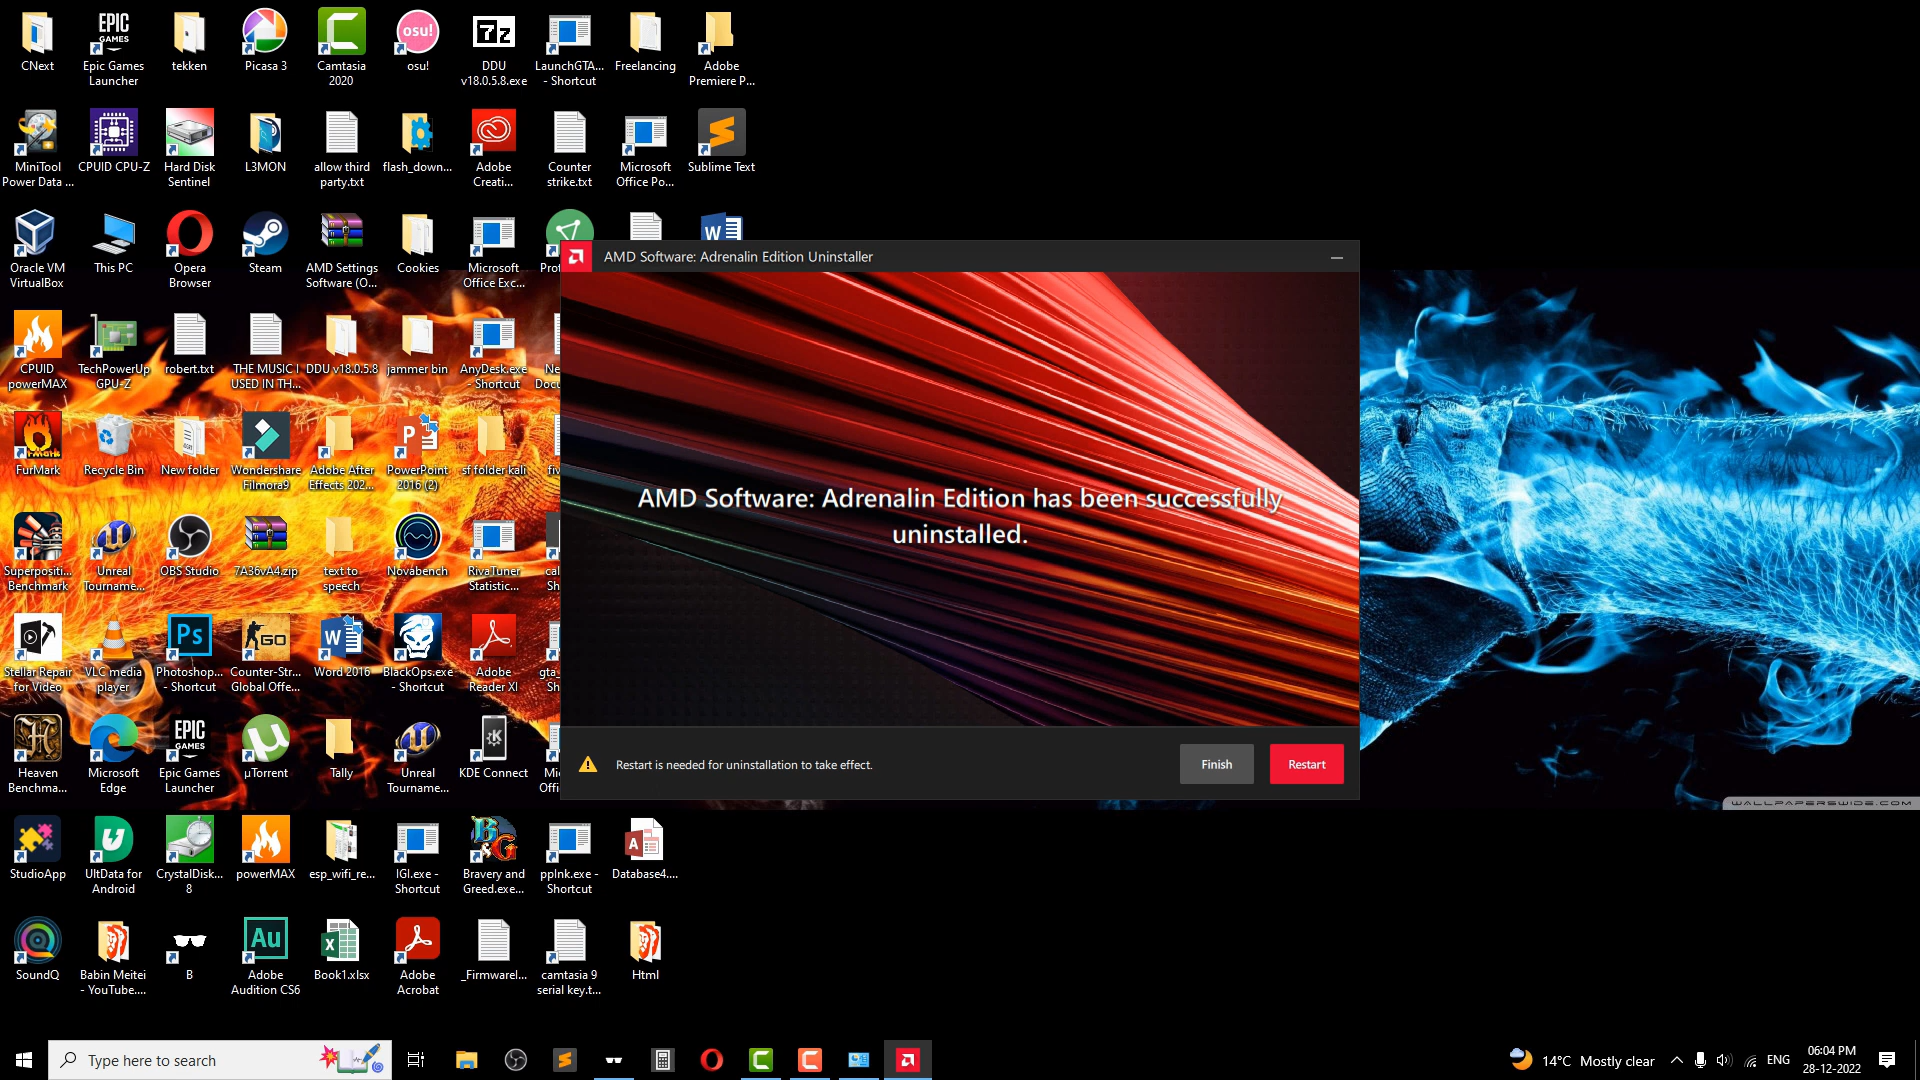 CNext
Epic Games
Launcher
tekken
Picasa 3
Camtasia
2020
osu!
DDU
v18.0.5.8.exe
LaunchGTA...
- Shortcut
Freelancing
Adobe
Premiere P...
MiniTool
Power Data ...
CPUID CPU-Z
Hard Disk
Sentinel
L3MON
allow third
party.txt
flash_down...
Adobe
Creati...
Counter
strike.txt
Microsoft
Office Po...
Sublime Text
Oracle VM
VirtualBox
This PC
Opera
Browser
Steam
AMD Settings
Software (O...
Cookies
Microsoft
Office Exc...
AMD Software: Adrenalin Edition Uninstaller
CPUID
powerMAX
TechPowerUp
GPU-Z
robert.txt
THE MUSIC I
USED IN TH...
DDU v18.0.5.8
jammer bin
AnyDesk.exe
- Shortcut
FurMark
Recycle Bin
New folder
Wondershare
Filmora9
Adobe After
Effects 202...
PowerPoint
2016 (2)
sf folder kali
AMD Software: Adrenalin Edition has been successfully
uninstalled.
Superpositi...
Benchmark
Unreal
Tourname...
OBS Studio
7A36vA4.zip
text to
speech
Novabench
RivaTuner
Statistic...
Stellar Repair
for Video
VLC media
player
Photoshop...
- Shortcut
Counter-Str...
Global Offe...
Word 2016
BlackOps.exe
- Shortcut
Adobe
Reader XI
Heaven
Benchma...
Microsoft
Edge
Epic Games
Launcher
µTorrent
Tally
Unreal
Tourname...
KDE Connect
Restart is needed for uninstallation to take effect.
Finish
Restart
WALLPAPERSWIDE.COM
StudioApp
UltData for
Android
CrystalDisk...
8
powerMAX
esp_wifi_re...
IGI.exe -
Shortcut
Bravery and
Greed.exe...
pplnk.exe -
Shortcut
Database4....
SoundQ
Babin Meitei
- YouTube....
B
Adobe
Audition CS6
Book1.xlsx
Adobe
Acrobat
_Firmwarel...
camtasia 9
serial key.t...
Html
Type here to search
14°C Mostly clear
ENG
06:04 PM
28-12-2022